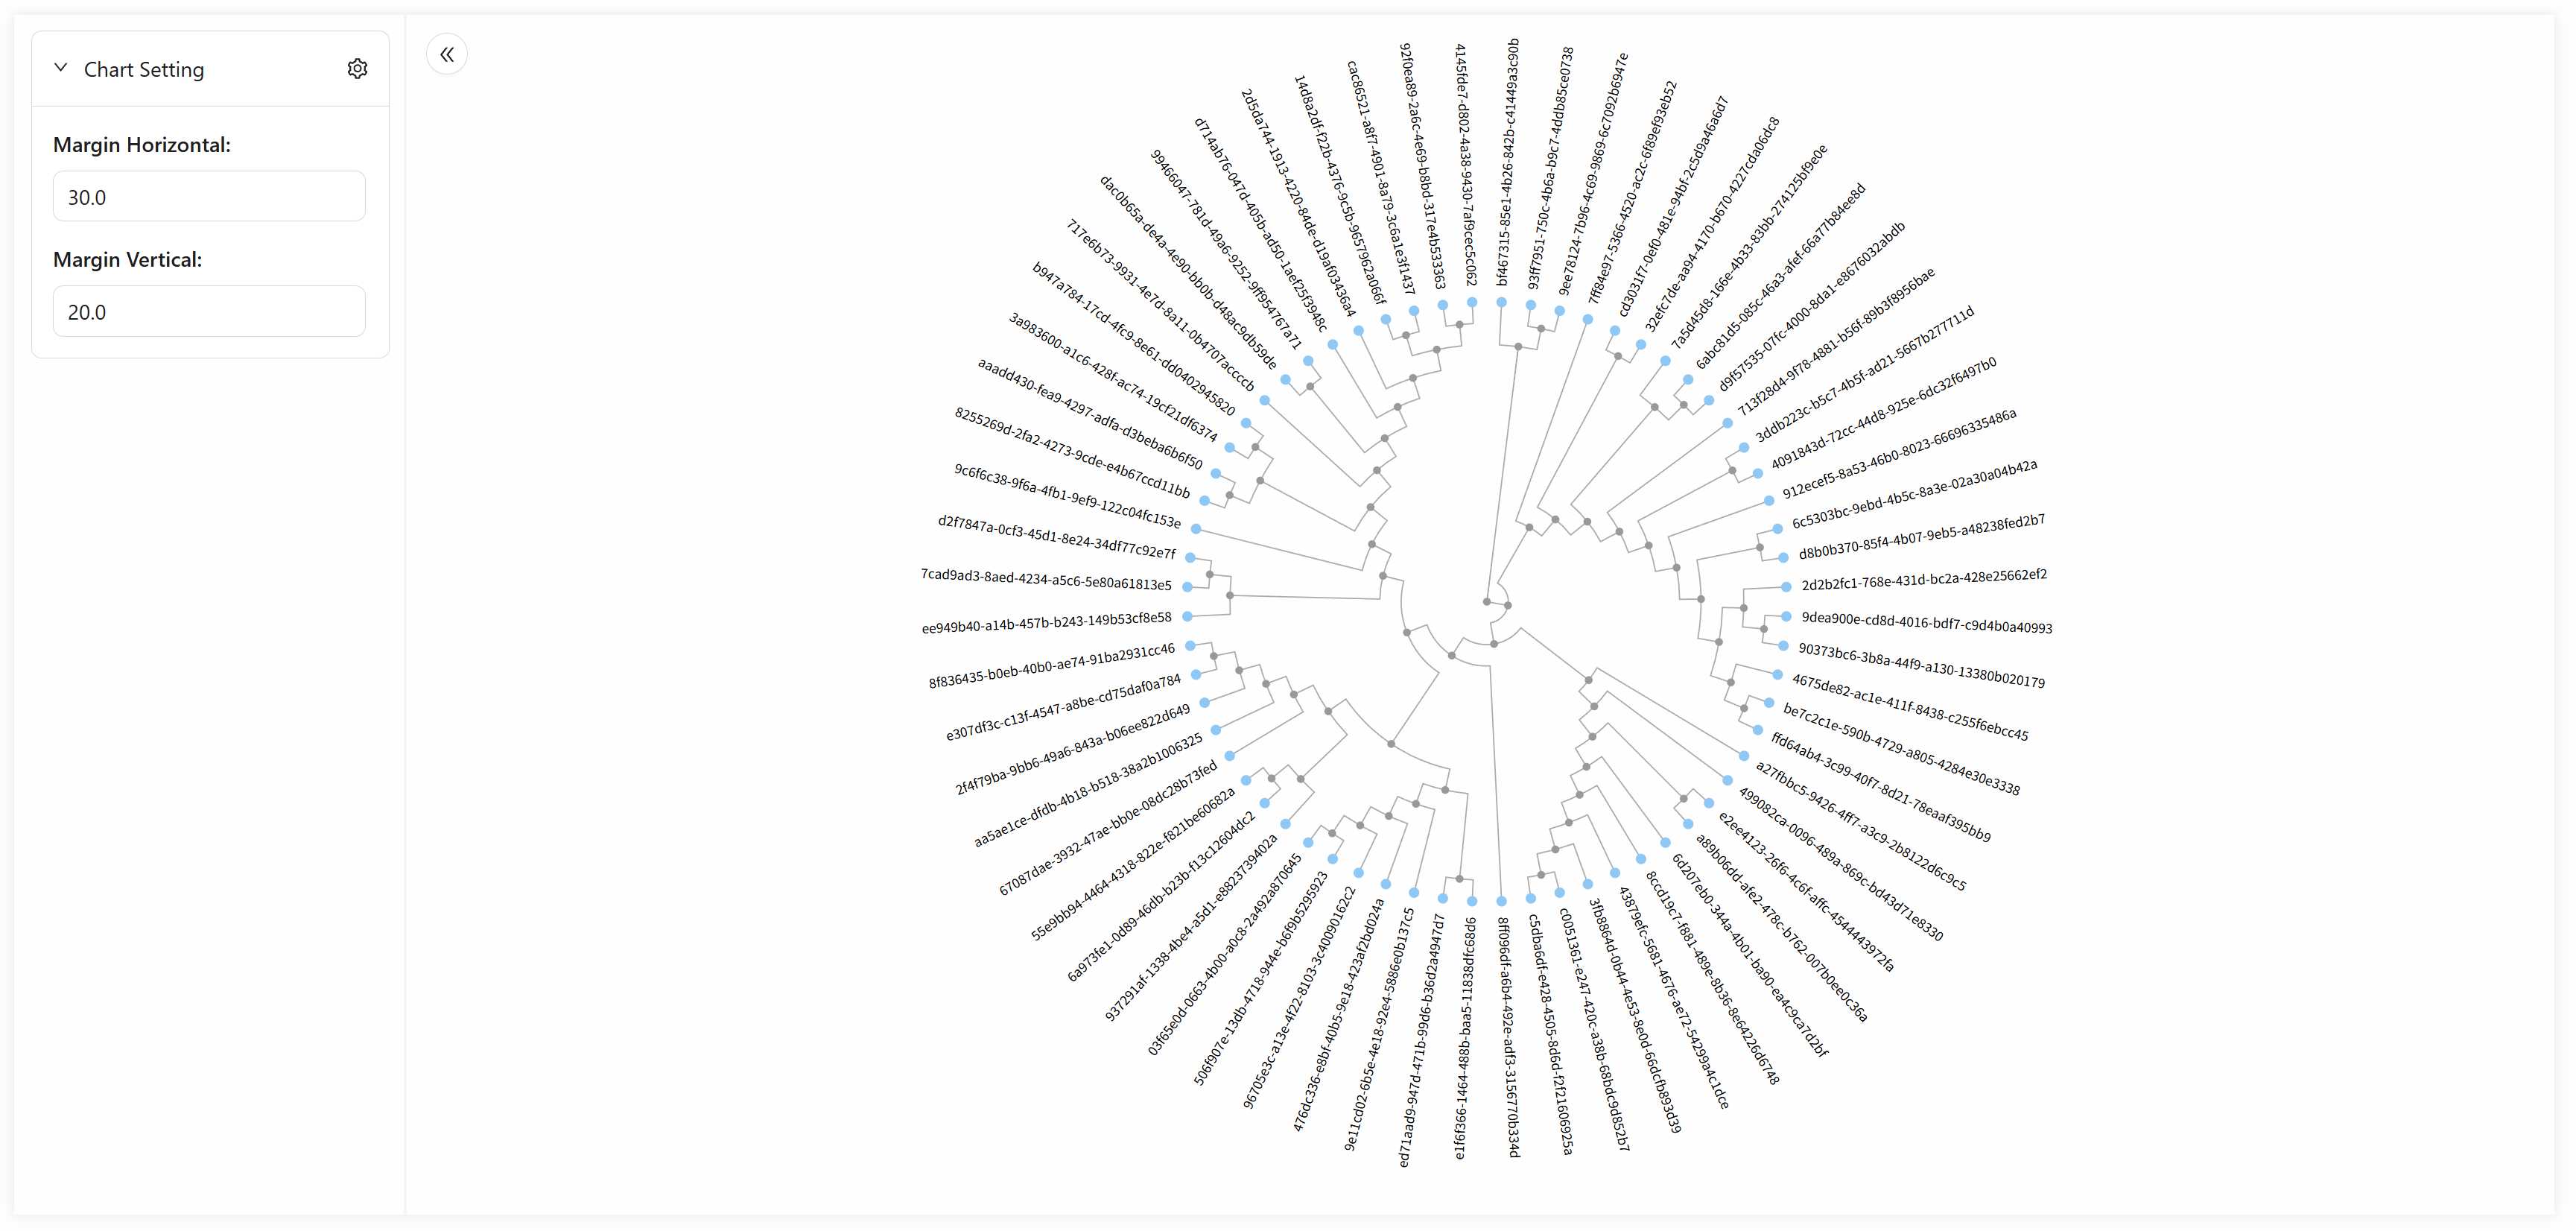 Chart Setting
Margin Horizontal:
30.0
Margin Vertical:
20.0
bf467315-85e1-4b26-842b-c41449a3c90b
93ff7951-750c-4b6a-b9c7-4ddb85ce0738
9ee78124-7b96-4c69-9869-6c7092b6947e
7ff84e97-5366-4520-ac2c-6f89ef93eb52
cd3031f7-0ef0-481e-94bf-2c5d9a46a6d7
32efc7de-aa94-4170-b670-4227cda06dc8
7a5d45d8-166e-4b33-83bb-274125bf9e0e
6abc81d5-085c-46a3-afef-66a77b84ee8d
d9f57535-07fc-4000-8da1-e8676032abdb
713f28d4-9f78-4881-b56f-89b3f8956bae
3ddb223c-b5c7-4b5f-ad21-5667b277711d
4091843d-72cc-44d8-925e-6dc32f6497b0
912ecef5-8a53-46b0-8023-66696335486a
6c5303bc-9ebd-4b5c-8a3e-02a30a04b42a
d8b0b370-85f4-4b07-9eb5-a48238fed2b7
2d2b2fc1-768e-431d-bc2a-428e25662ef2
9dea900e-cd8d-4016-bdf7-c9d4b0a40993
90373bc6-3b8a-44f9-a130-13380b020179
4675de82-ac1e-411f-8438-c255f6ebcc45
be7c2c1e-590b-4729-a805-4284e30e3338
ffd64ab4-3c99-40f7-8d21-78eaaf395bb9
a27fbbc5-9426-4ff7-a3c9-2b8122d6c9c5
499082ca-0096-489a-869c-bd43d71e8330
e2ee4123-26f6-4c6f-affc-4544443972fa
a89b06dd-afe2-478c-b762-007b0ee0c36a
6d207eb0-344a-4b01-ba90-ea4c9ca7d2bf
8ccd19c7-f881-489e-8b36-8e64226d6748
43879efc-5681-4676-ae72-54299a4c1dce
3fb8864d-0b44-4e53-8e0d-66dcfb893d39
c0051361-e247-420c-a38b-68bdc9d852b7
c5dba6df-e428-4505-8d6d-f2f21606925a
8ff096df-a6b4-492e-adf3-3156770b334d
e1f6f366-1464-488b-baa5-11838dfc68d6
ed71aad9-947d-471b-99d6-b36d2a4947d7
9e11cd02-6b5e-4e18-92e4-5886e0b137c5
476dc336-e8bf-40b5-9e18-423af2bd024a
96705e3c-a13e-4f22-8103-3c40090162c2
506f907e-13db-4718-944e-b6f9b5295923
03f65e0d-0663-4b00-a0c8-2a492a870645
937291af-1338-4be4-a5d1-e8823739402a
6a973fe1-0d89-46db-b23b-f13c12604dc2
55e9bb94-4464-4318-822e-f821be60682a
67087dae-3932-47ae-bb0e-08dc28b73fed
aa5ae1ce-dfdb-4b18-b518-38a2b1006325
2f4f79ba-9bb6-49a6-843a-b06ee822d649
e307df3c-c13f-4547-a8be-cd75daf0a784
8f836435-b0eb-40b0-ae74-91ba2931cc46
ee949b40-a14b-457b-b243-149b53cf8e58
7cad9ad3-8aed-4234-a5c6-5e80a61813e5
d2f7847a-0cf3-45d1-8e24-34df77c92e7f
9c6f6c38-9f6a-4fb1-9ef9-122c04fc153e
8255269d-2fa2-4273-9cde-e4b67ccd11bb
aaadd430-fea9-4297-adfa-d3beba6b6f50
3a983600-a1c6-428f-ac74-19cf21df6374
b947a784-17cd-4fc9-8e61-dd0402945820
717e6b73-9931-4e7d-8a11-0b4707accccb
dac0b65a-de4a-4e90-bb0b-d48ac9db59de
99466047-781d-49a6-9252-9ff954767a71
d714ab76-047d-405b-ad50-1aef25f3948c
2d5da744-1913-4220-84de-d19af03436a4
14d8a2df-f22b-4376-9c5b-9657962a066f
cac86521-a8f7-4901-8a79-3c6a1e3f1437
92f0ea89-2a6c-4e69-b8bd-317e4b533363
4145fde7-d802-4a38-9430-7af9cec5c062